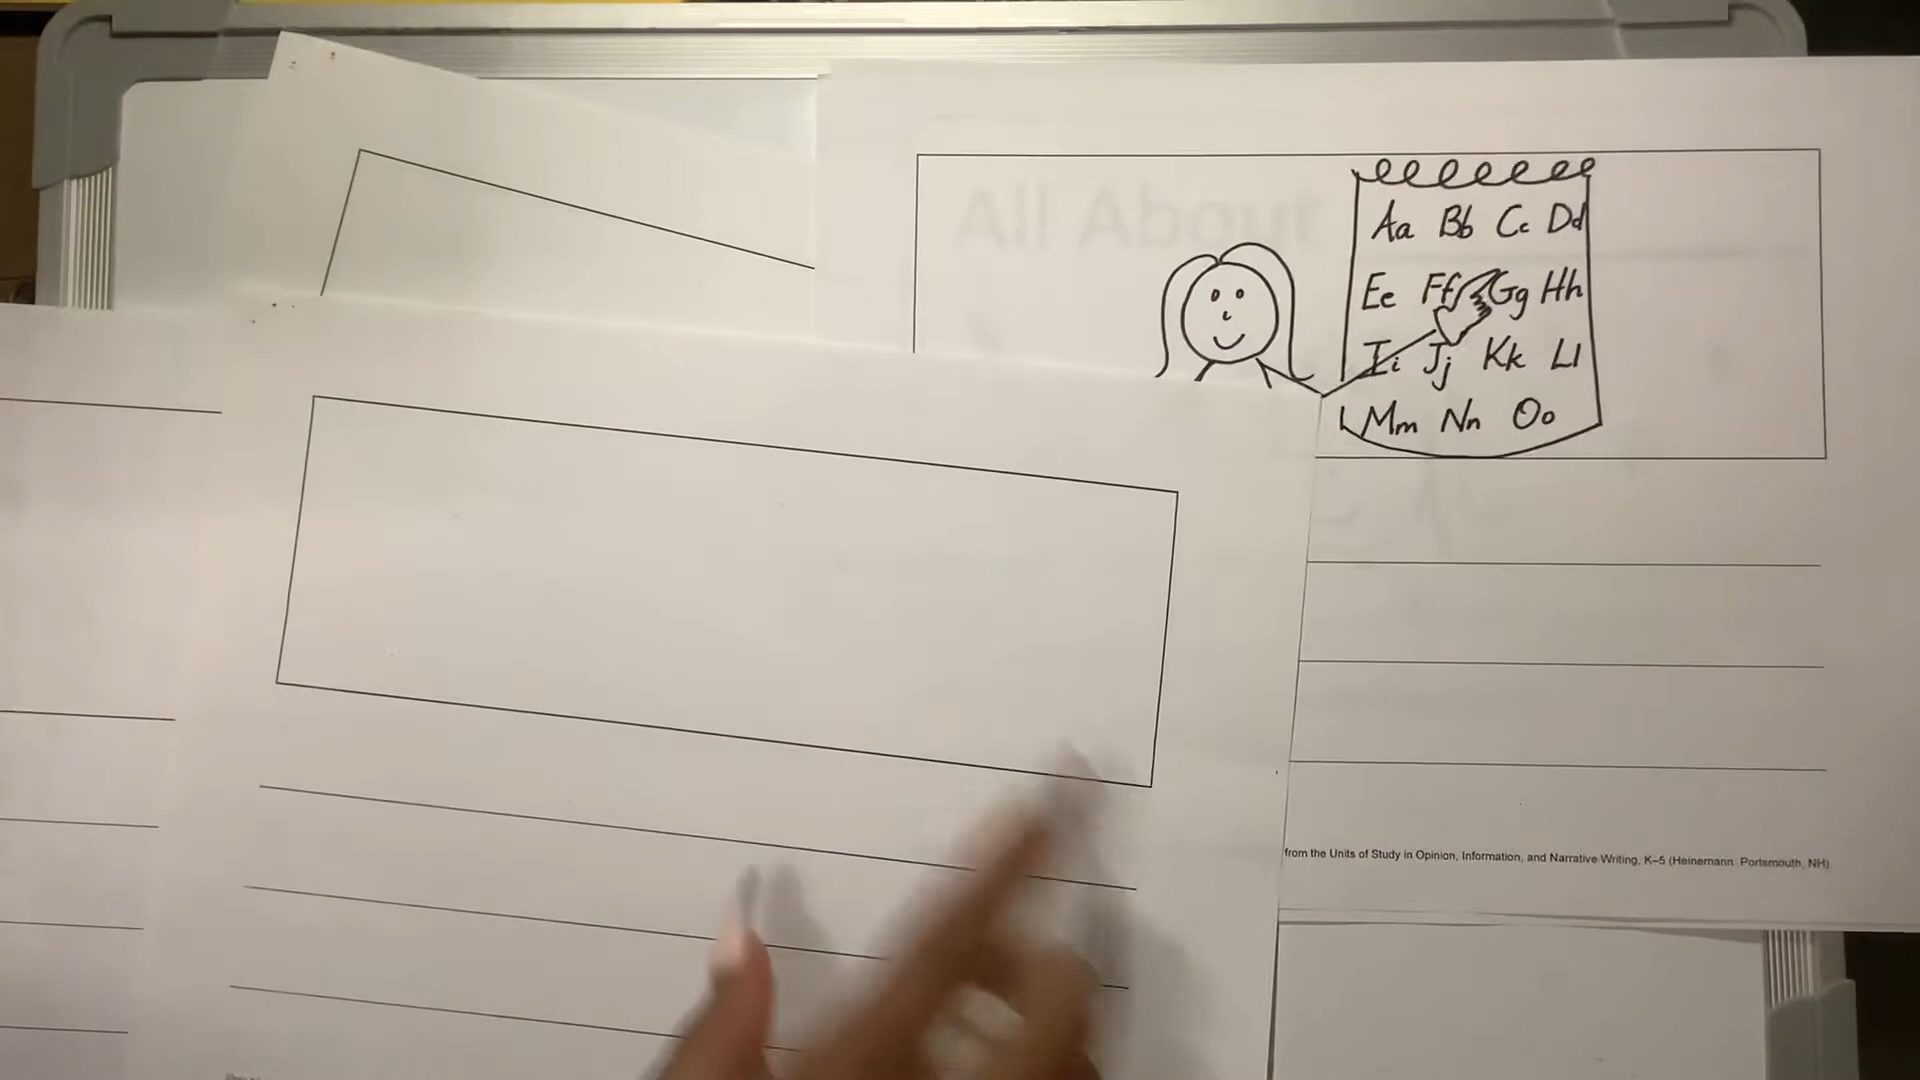 All About
Aa Bb Cc Dd
Ee Ff Gg Hh
Ii Jj Kk Ll
Mm Nn Oo
from the Units of Study in Opinion, Information, and Narrative Writing, K–5 (Heinemann: Portsmouth, NH).